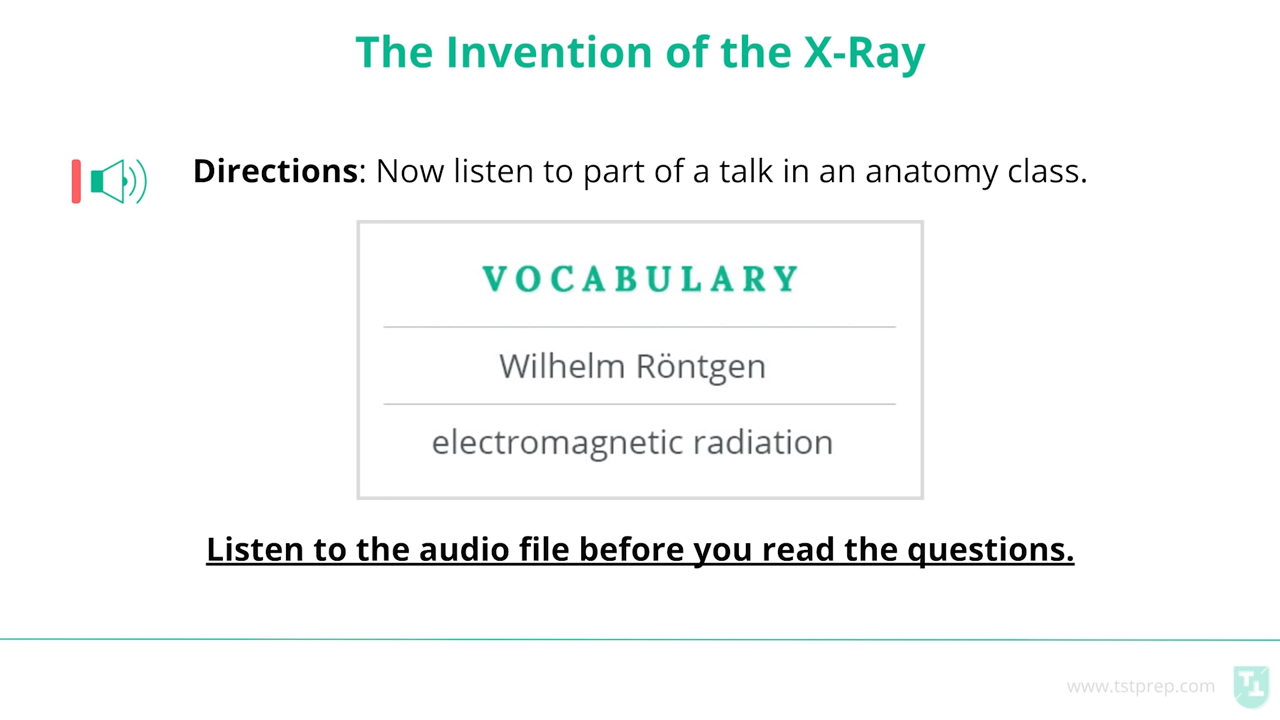 The Invention of the X-Ray
Directions: Now listen to part of a talk in an anatomy class.
VOCABULARY
Wilhelm Röntgen
electromagnetic radiation
Listen to the audio file before you read the questions.
www.tstprep.com